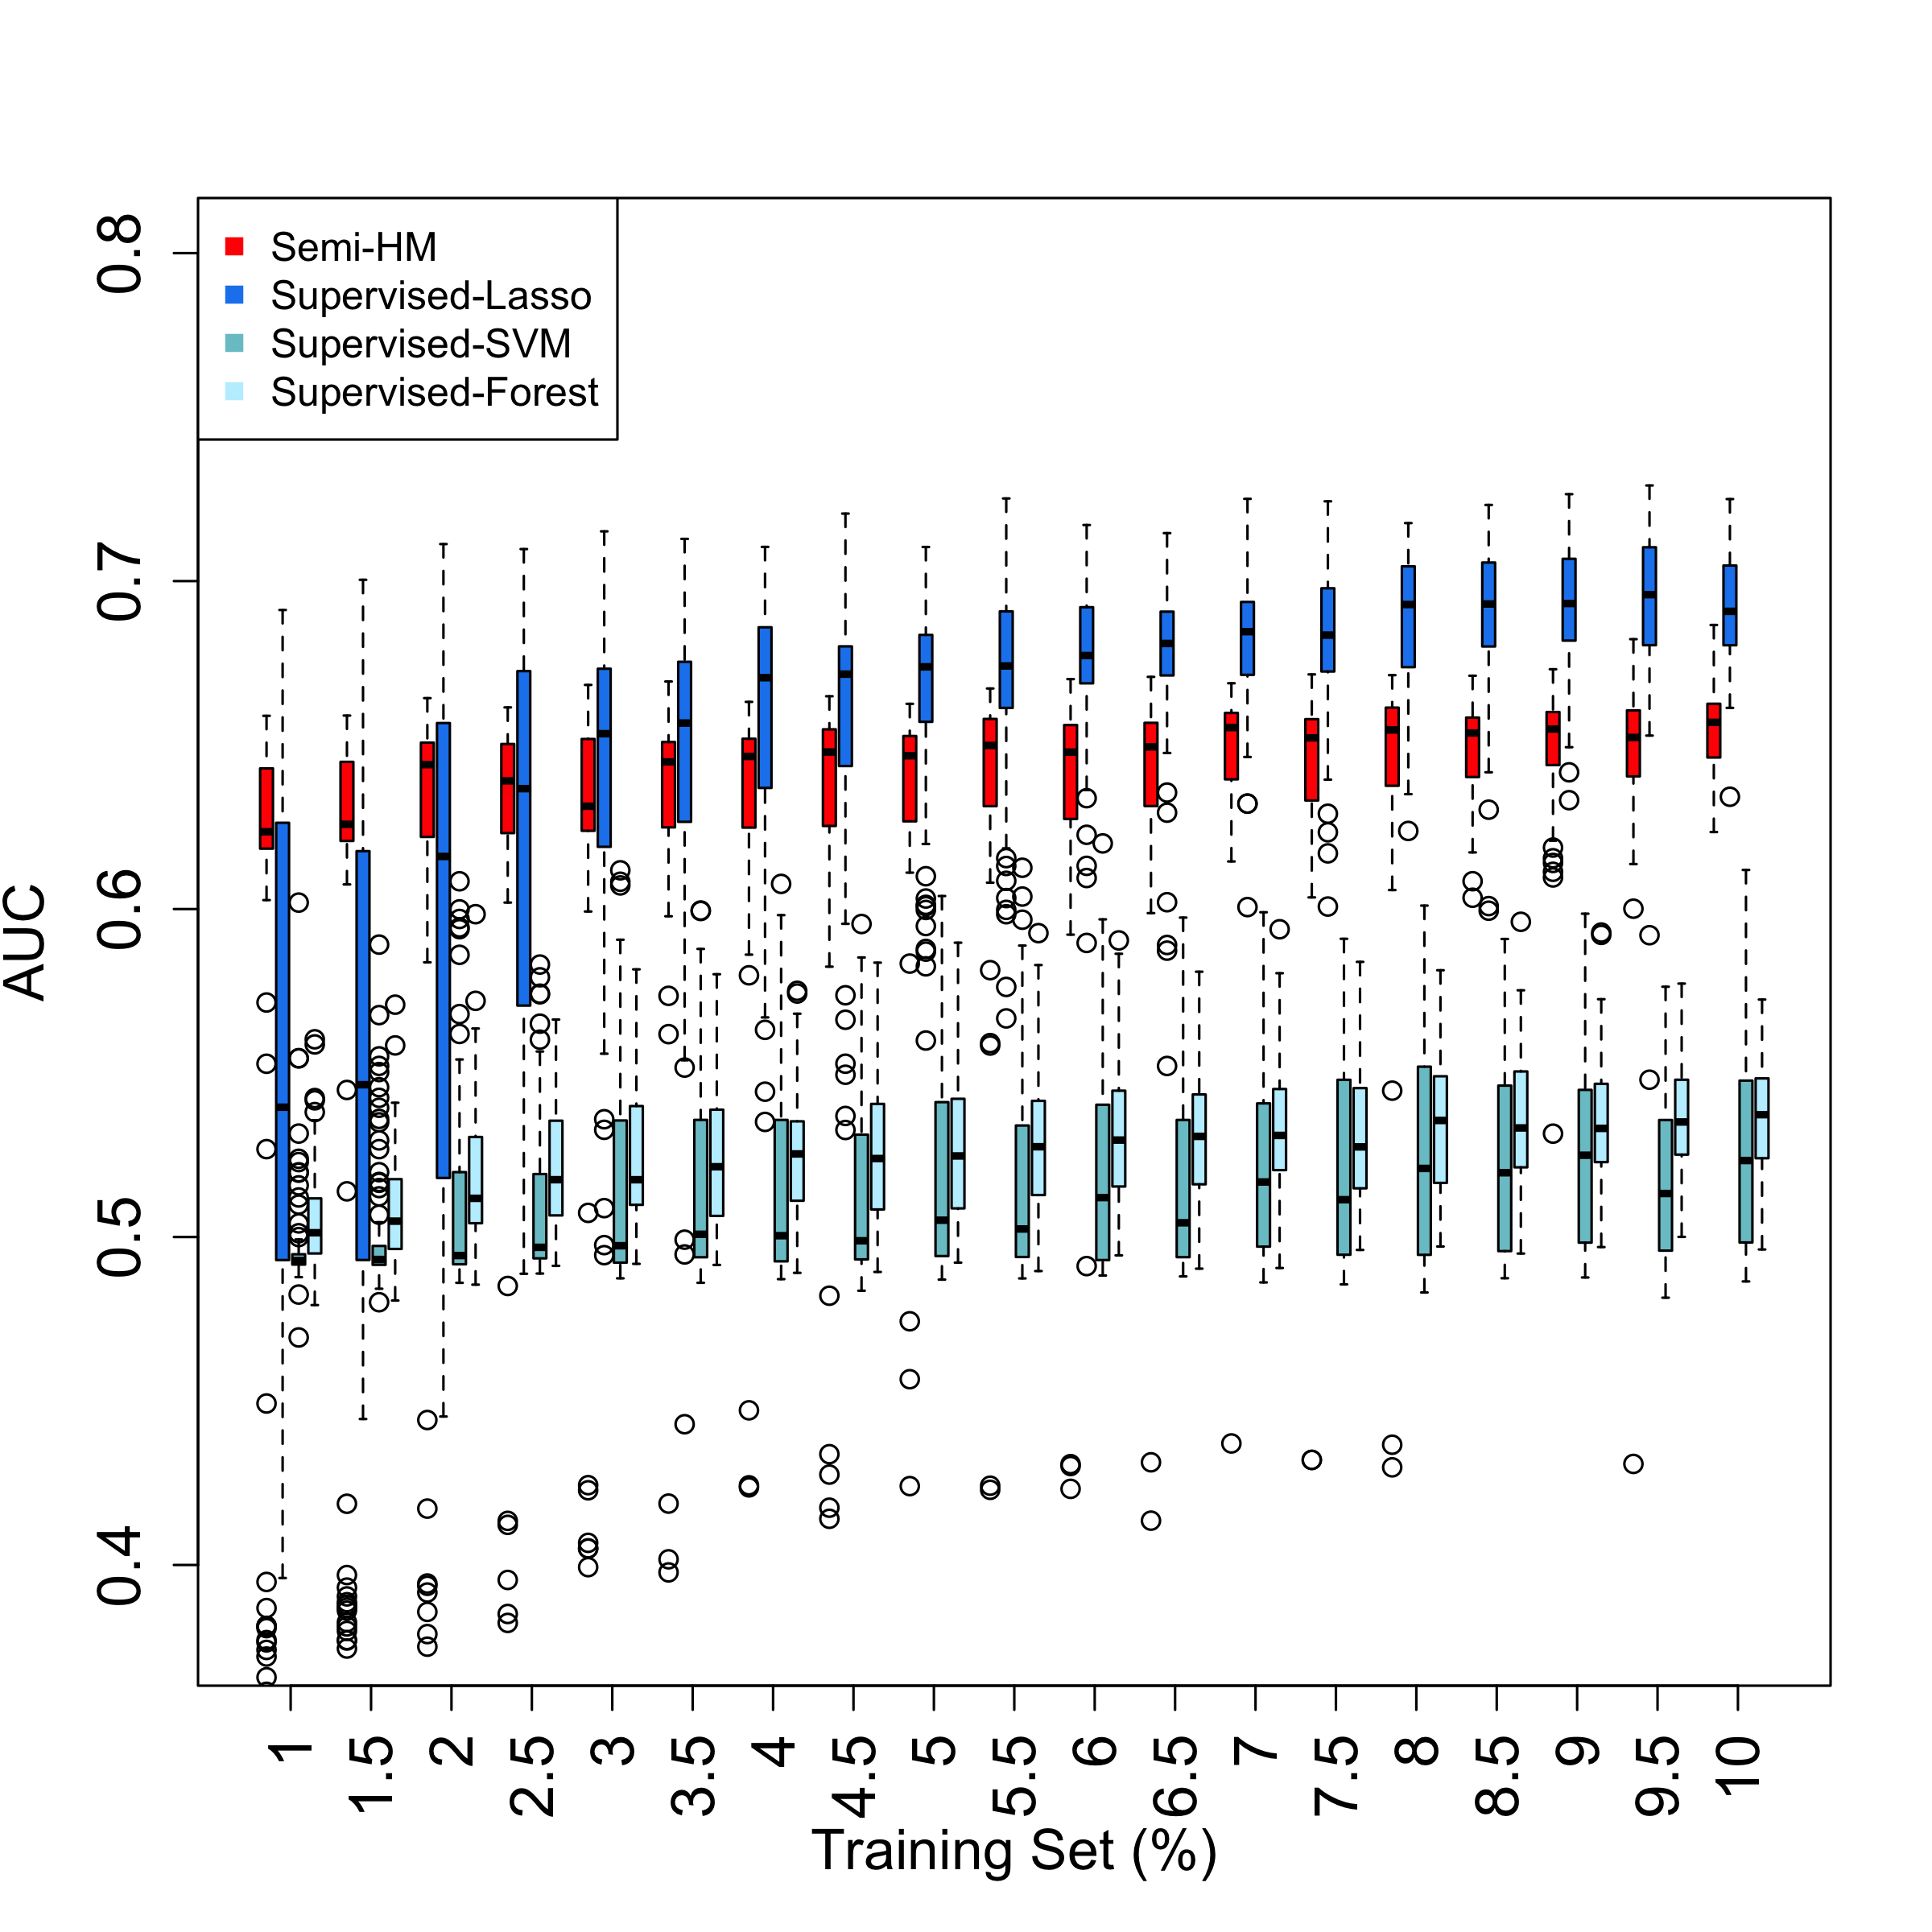 Semi-HM
Supervised-Lasso
Supervised-SVM
Supervised-Forest
AUC
0.8
0.7
0.6
0.5
0.4
1 1.5 2 2.5 3 3.5 4 4.5 5 5.5 6 6.5 7 7.5 8 8.5 9 9.5 10
Training Set (%)